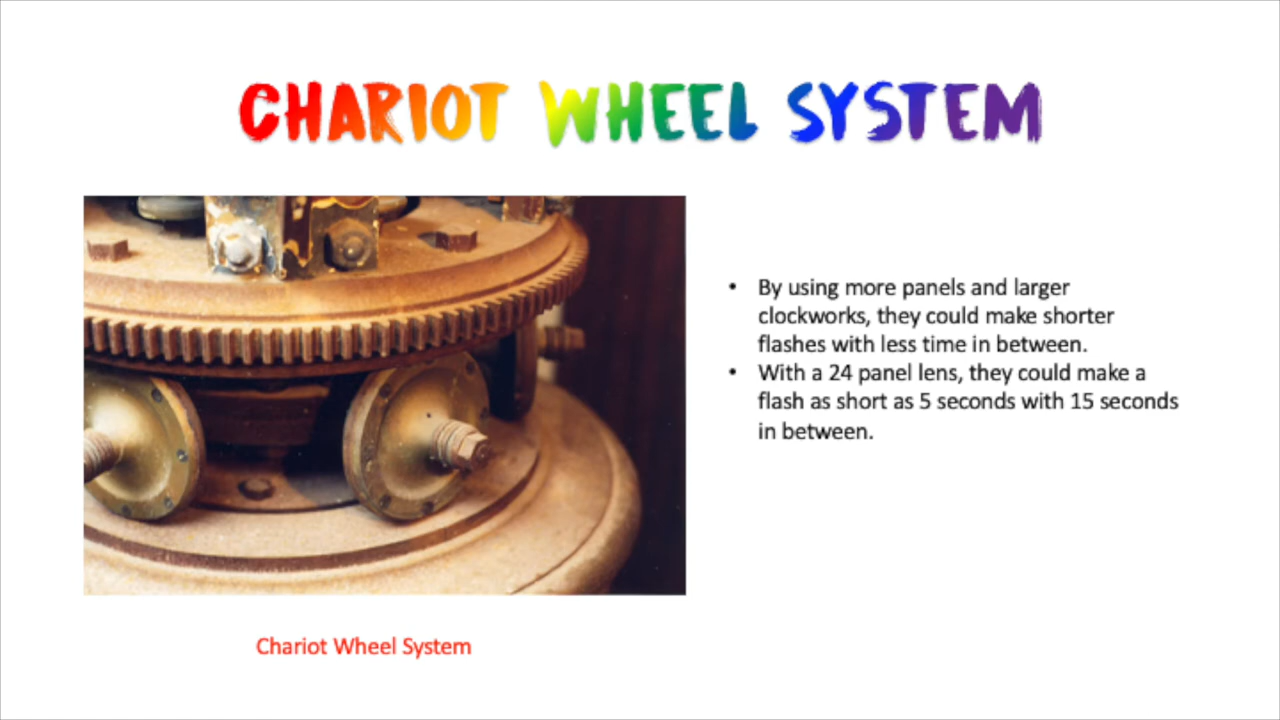 CHARIOT WHEEL SYSTEM
• By using more panels and larger
clockworks, they could make shorter
flashes with less time in between.
• With a 24 panel lens, they could make a
flash as short as 5 seconds with 15 seconds
in between.
Chariot Wheel System